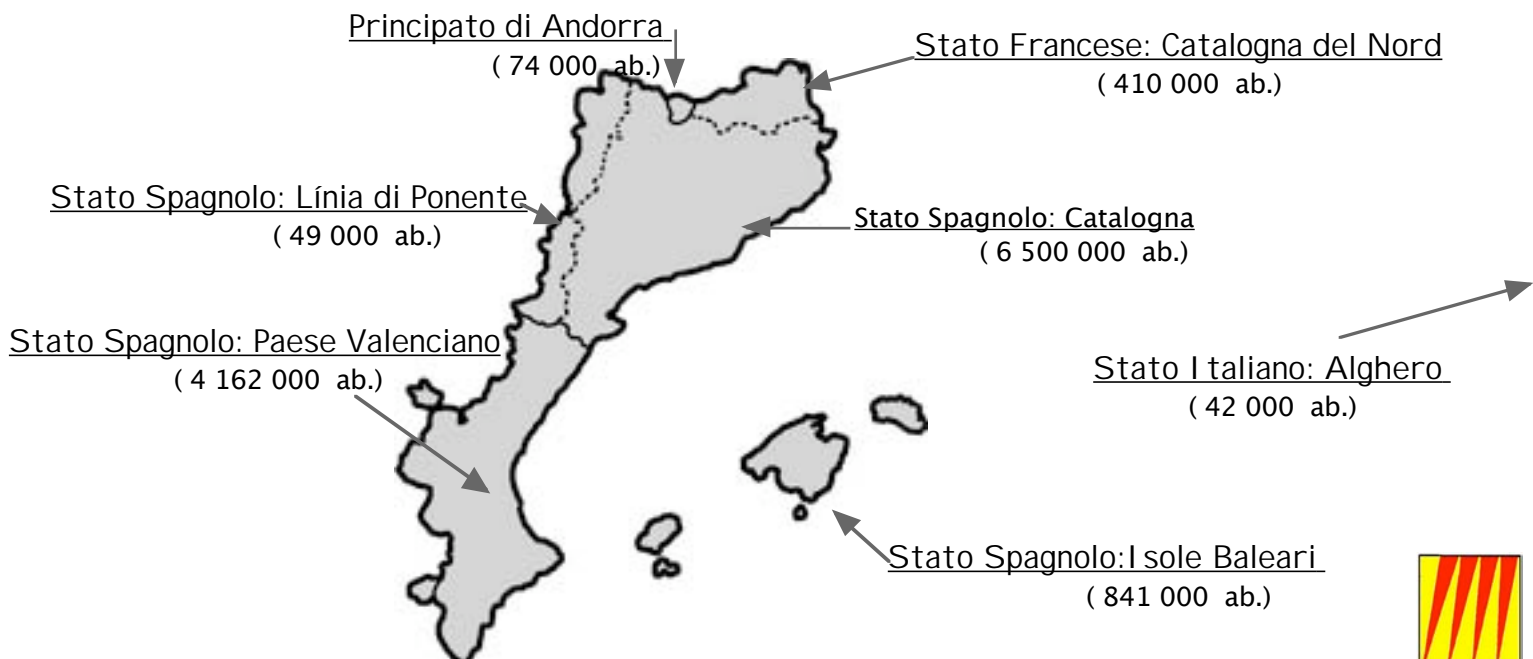 Principato di Andorra
( 74 000 ab.)
Stato Francese: Catalogna del Nord
( 410 000 ab.)
Stato Spagnolo: Línia di Ponente
( 49 000 ab.)
Stato Spagnolo: Catalogna
( 6 500 000 ab.)
Stato Spagnolo: Paese Valenciano
( 4 162 000 ab.)
Stato Italiano: Alghero
( 42 000 ab.)
Stato Spagnolo:Isole Baleari
( 841 000 ab.)